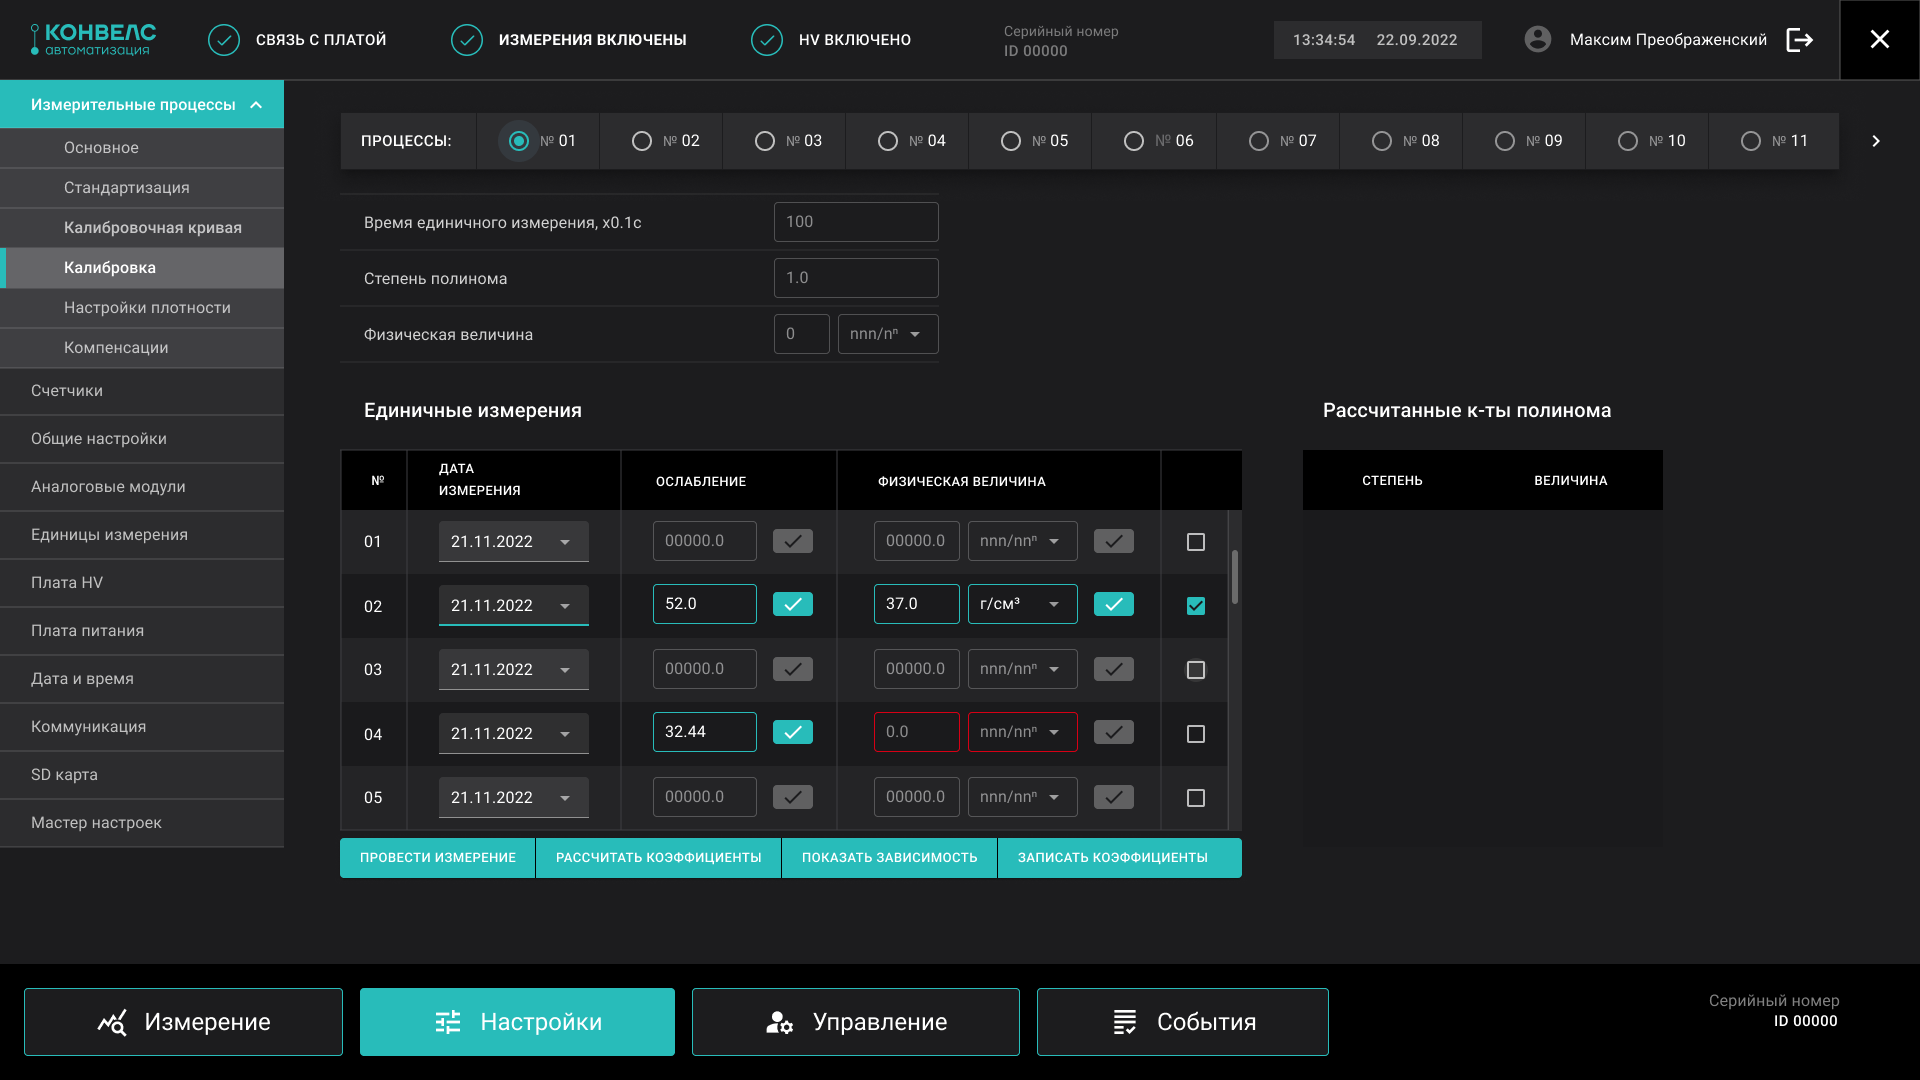 КОНВЕЛС
автоматизация
СВЯЗЬ С ПЛАТОЙ
ИЗМЕРЕНИЯ ВКЛЮЧЕНЫ
HV ВКЛЮЧЕНО
Серийный номер
ID 00000
13:34:54 22.09.2022
Максим Преображенский
Измерительные процессы
Основное
Стандартизация
Калибровочная кривая
Калибровка
Настройки плотности
Компенсации
Счетчики
Общие настройки
Аналоговые модули
Единицы измерения
Плата HV
Плата питания
Дата и время
Коммуникация
SD карта
Мастер настроек
ПРОЦЕССЫ: № 01 № 02 № 03 № 04 № 05 № 06 № 07 № 08 № 09 № 10 № 11
Время единичного измерения, х0.1с 100
Степень полинома 1.0
Физическая величина 0 nnn/nⁿ
Единичные измерения
№ ДАТА ИЗМЕРЕНИЯ ОСЛАБЛЕНИЕ ФИЗИЧЕСКАЯ ВЕЛИЧИНА
01 21.11.2022 00000.0 00000.0 nnn/nnⁿ
02 21.11.2022 52.0 37.0 г/см³
03 21.11.2022 00000.0 00000.0 nnn/nnⁿ
04 21.11.2022 32.44 0.0 nnn/nnⁿ
05 21.11.2022 00000.0 00000.0 nnn/nnⁿ
ПРОВЕСТИ ИЗМЕРЕНИЕ РАССЧИТАТЬ КОЭФФИЦИЕНТЫ ПОКАЗАТЬ ЗАВИСИМОСТЬ ЗАПИСАТЬ КОЭФФИЦИЕНТЫ
Рассчитанные к-ты полинома
СТЕПЕНЬ ВЕЛИЧИНА
Измерение
Настройки
Управление
События
Серийный номер
ID 00000